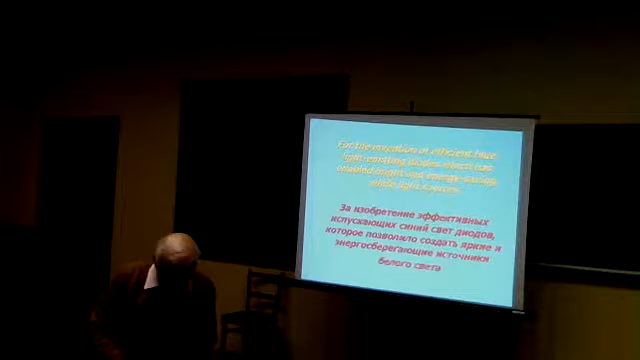 For the invention of efficient blue
light-emitting diodes which has
enabled bright and energy-saving
white light sources
За изобретение эффективных
испускающих синий свет диодов,
которое позволило создать яркие и
энергосберегающие источники
белого света